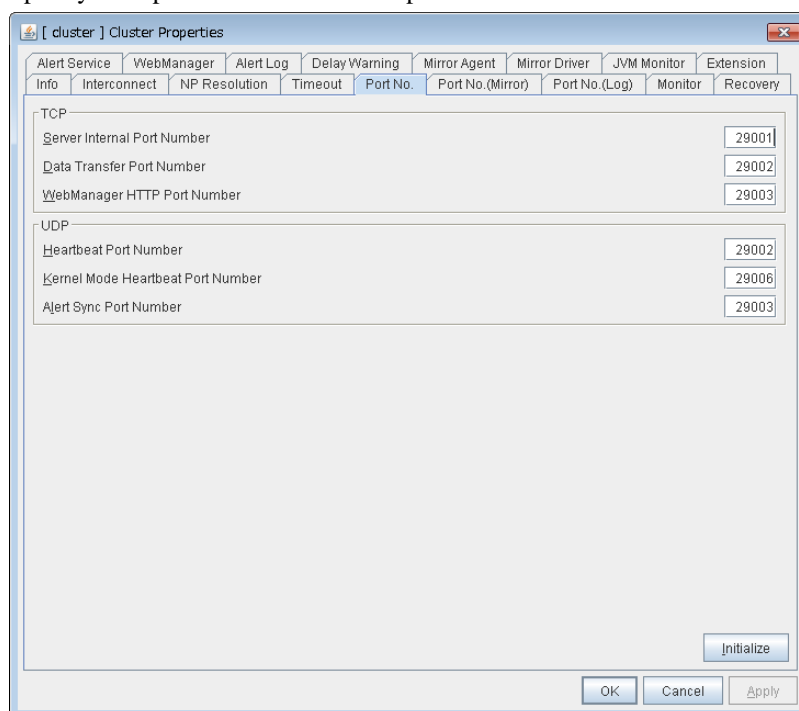 [ cluster ] Cluster Properties
Alert Service WebManager Alert Log Delay Warning Mirror Agent Mirror Driver JVM Monitor Extension
Info Interconnect NP Resolution Timeout Port No. Port No.(Mirror) Port No.(Log) Monitor Recovery
TCP
Server Internal Port Number 29001
Data Transfer Port Number 29002
WebManager HTTP Port Number 29003
UDP
Heartbeat Port Number 29002
Kernel Mode Heartbeat Port Number 29006
Alert Sync Port Number 29003
Initialize
OK Cancel Apply